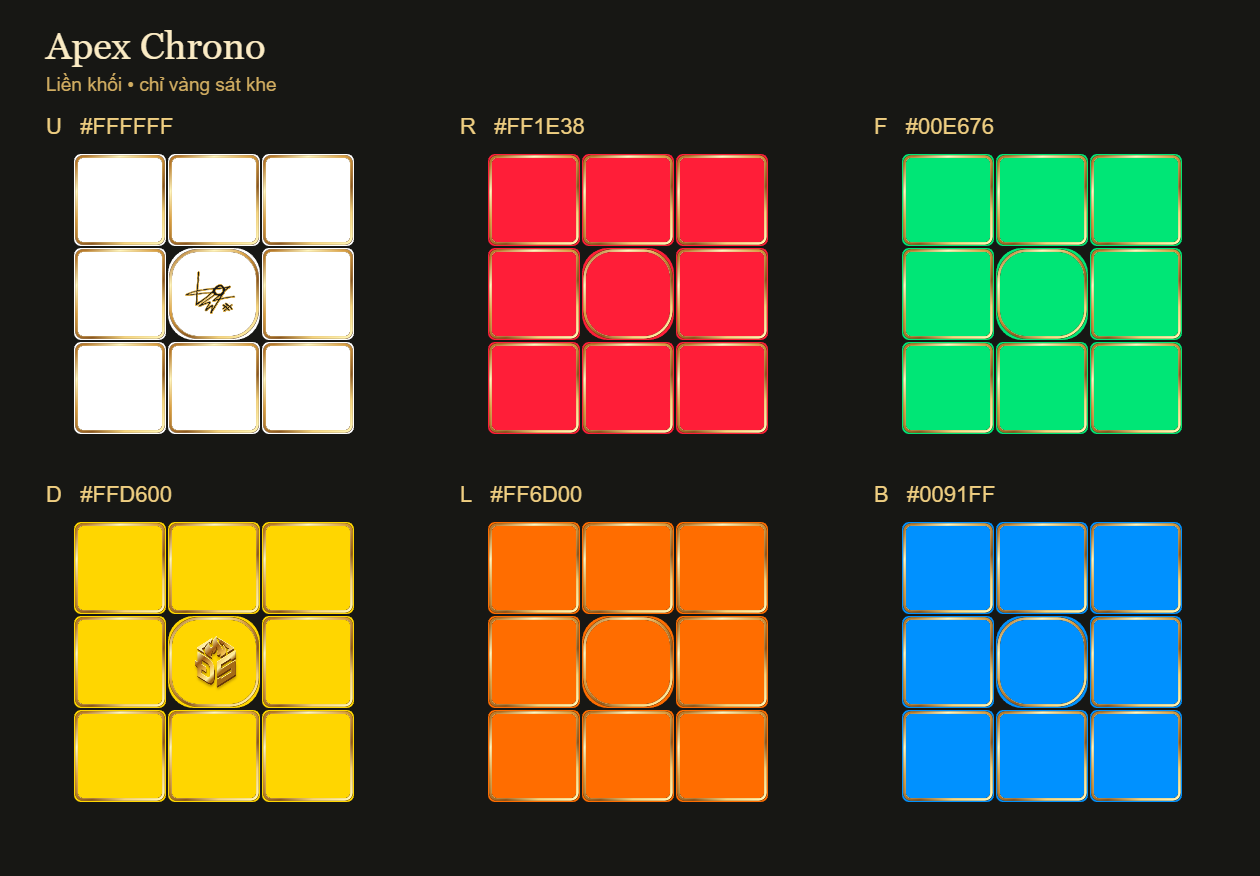 Apex Chrono
Liền khối • chỉ vàng sát khe
U #FFFFFF
R #FF1E38
F #00E676
D #FFD600
L #FF6D00
B #0091FF